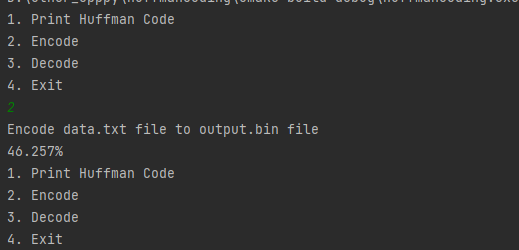 1. Print Huffman Code
2. Encode
3. Decode
4. Exit
2
Encode data.txt file to output.bin file
46.257%
1. Print Huffman Code
2. Encode
3. Decode
4. Exit